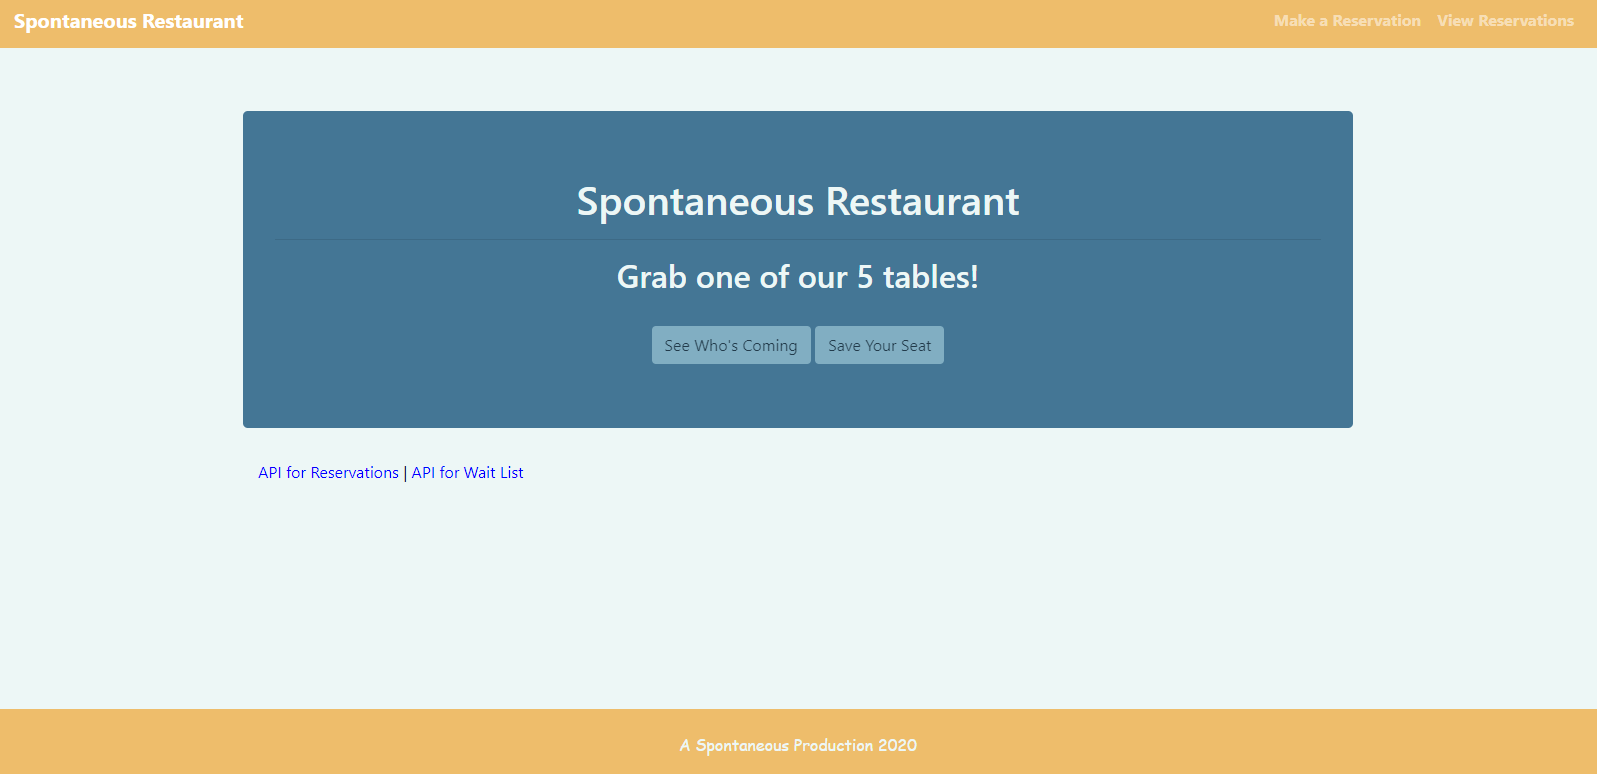 Spontaneous Restaurant Make a Reservation View Reservations
Spontaneous Restaurant
Grab one of our 5 tables!
See Who's Coming Save Your Seat
API for Reservations | API for Wait List
A Spontaneous Production 2020